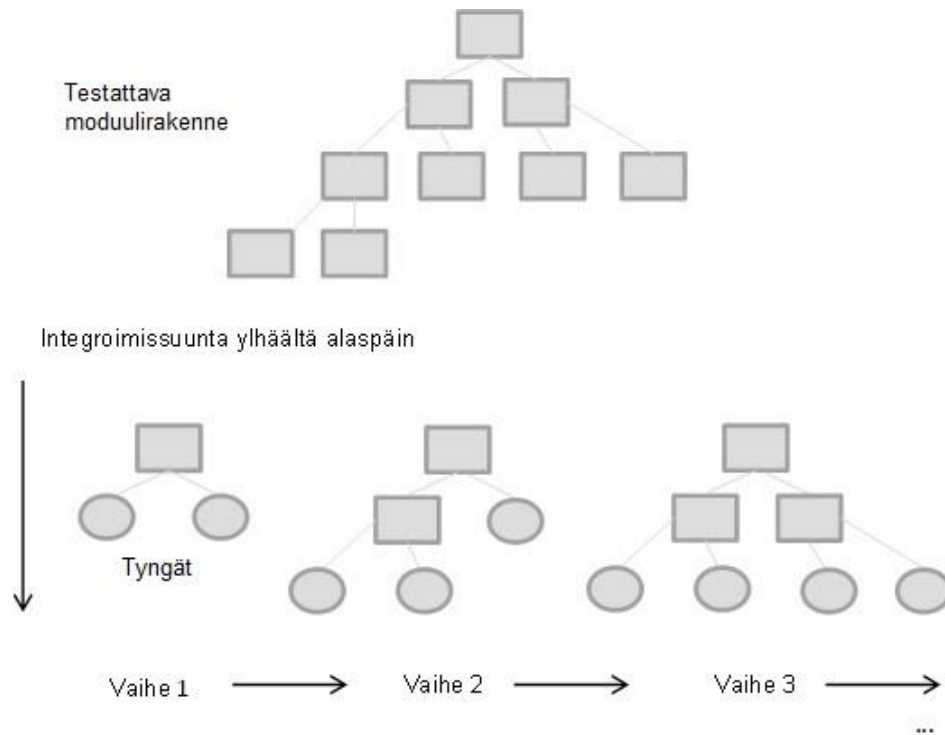 Testattava
moduulirakenne
Integroimissuunta ylhäältä alaspäin
Tyngät
Vaihe 1
Vaihe 2
Vaihe 3
...